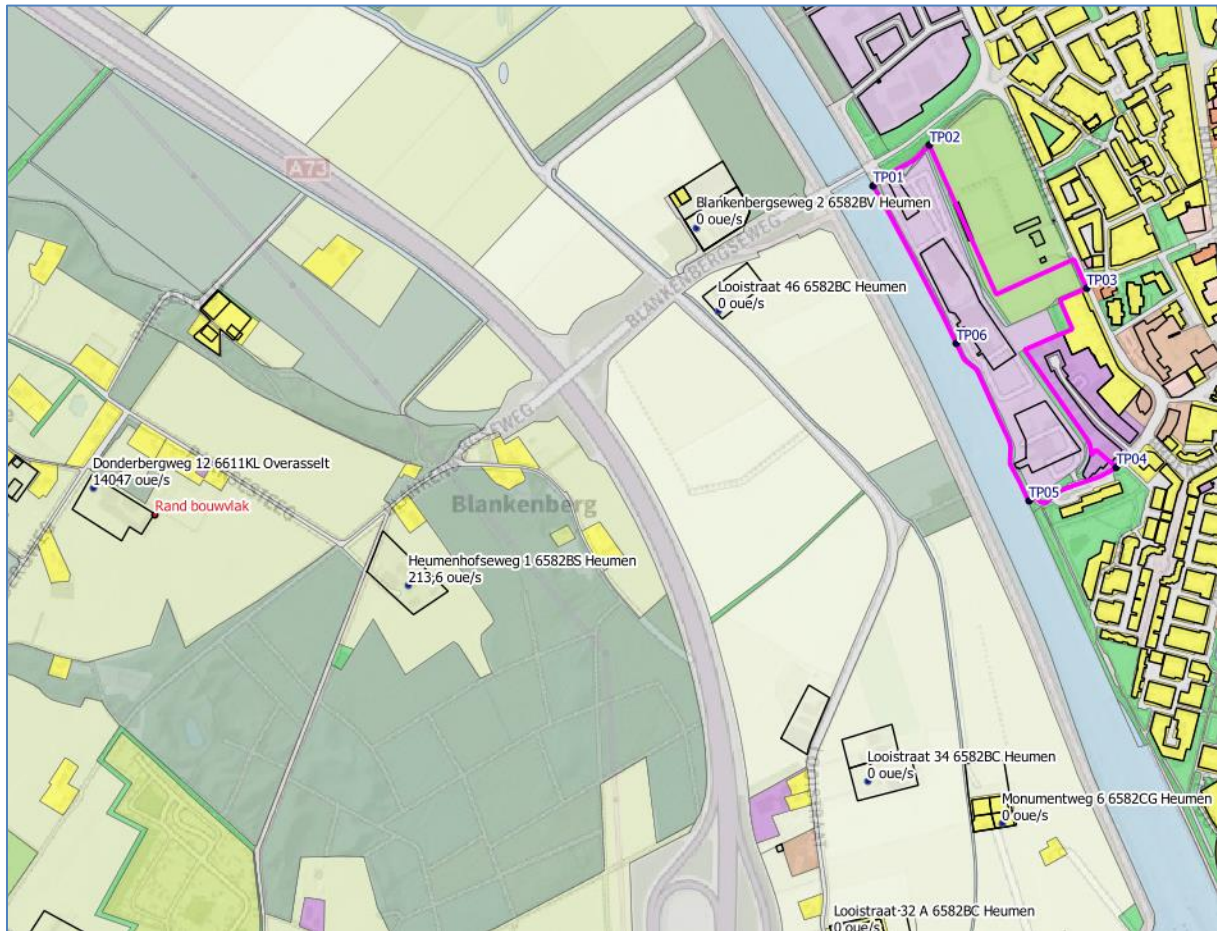 TP02
A73
TP01
Blankenbergseweg 2 6582BV Heumen
0 oue/s
BLANKENBERGSEWEG
Looistraat 46 6582BC Heumen
0 oue/s
TP03
TP06
BLANKENBERGSEWEG
Donderbergweg 12 6611KL Overasselt
14047 oue/s
Rand bouwvlak
Blankenberg
TP04
TP05
Heumenhofseweg 1 6582BS Heumen
213;6 oue/s
Looistraat 34 6582BC Heumen
0 oue/s
Monumentweg 6 6582CG Heumen
0 oue/s
Looistraat-32 A 6582BC Heumen
0 oue/s